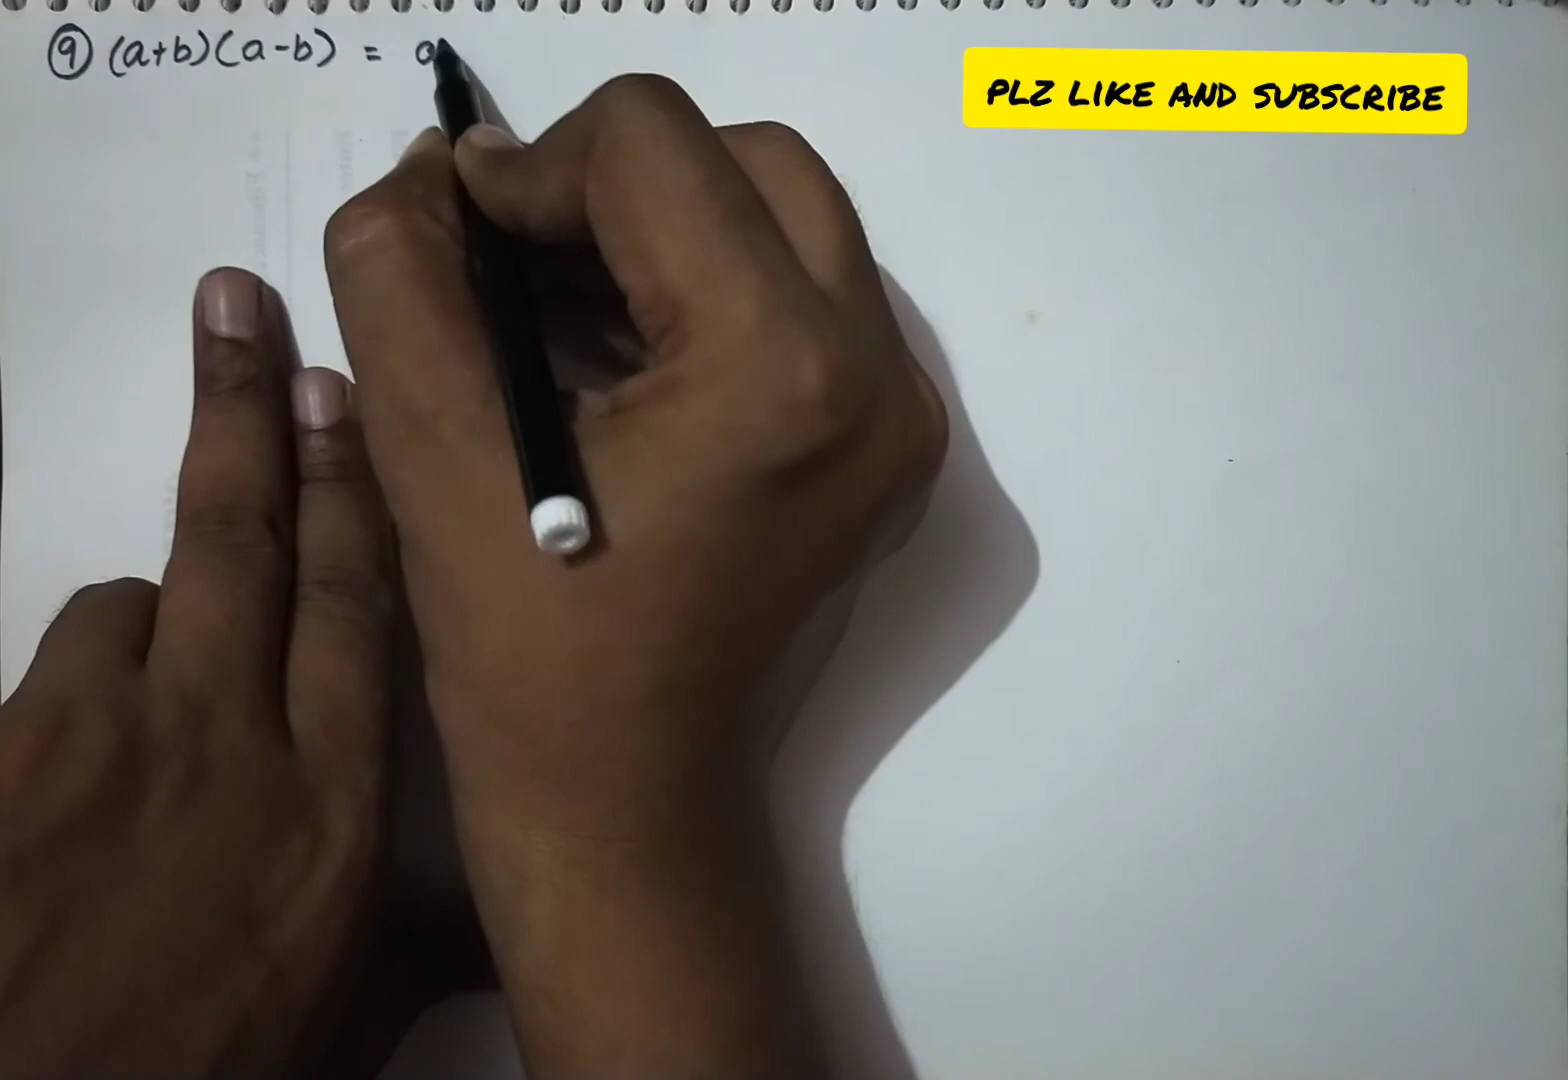 ⑨ (a+b)(a-b) = a
PLZ LIKE AND SUBSCRIBE